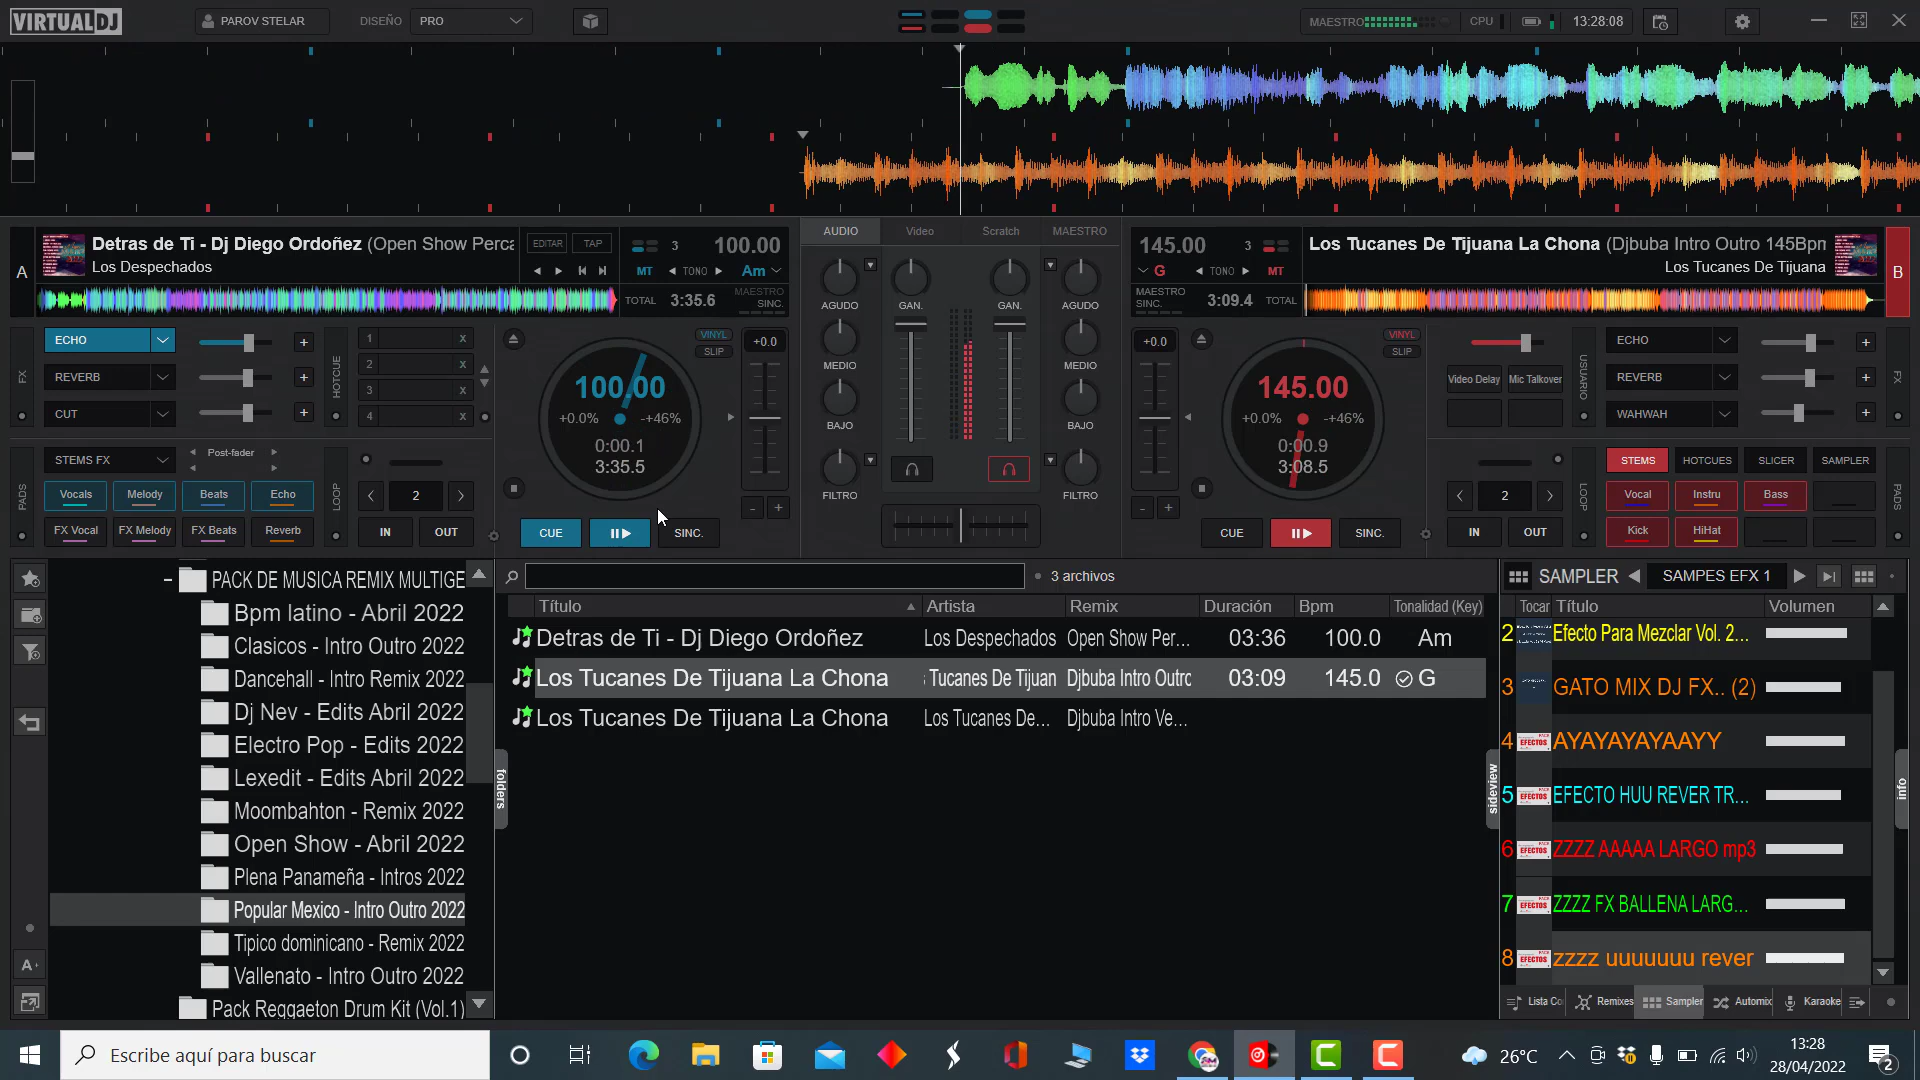 VIRTUALDJ
PAROV STELAR
DISEÑO
PRO
MAESTRO
CPU
13:28:08
A
Detras de Ti - Dj Diego Ordoñez (Open Show Perca
Los Despechados
EDITAR
TAP
3
100.00
MT
TONO
Am
TOTAL
3:35.6
MAESTRO
SINC.
AUDIO
Video
Scratch
MAESTRO
145.00
3
G
TONO
MT
MAESTRO
SINC.
3:09.4
TOTAL
Los Tucanes De Tijuana La Chona (Djbuba Intro Outro 145Bpm
Los Tucanes De Tijuana
B
FX
ECHO
REVERB
CUT
HOTCUE
1 x
2 x
3 x
4 x
VINYL
SLIP
100.00
+0.0%
-+46%
0:00.1
3:35.5
+0.0
AGUDO
GAN.
GAN.
AGUDO
MEDIO
MEDIO
BAJO
BAJO
FILTRO
FILTRO
+0.0
VINYL
SLIP
145.00
+0.0%
-+46%
0:00.9
3:08.5
Video Delay
Mic Talkover
USUARIO
ECHO
REVERB
WAHWAH
FX
PADS
STEMS FX
Post-fader
Vocals
Melody
Beats
Echo
FX Vocal
FX Melody
FX Beats
Reverb
LOOP
2
IN
OUT
CUE
SINC.
- +
- +
CUE
SINC.
LOOP
2
IN
OUT
STEMS
HOTCUES
SLICER
SAMPLER
Vocal
Instru
Bass
Kick
HiHat
PADS
PACK DE MUSICA REMIX MULTIGE
Bpm latino - Abril 2022
Clasicos - Intro Outro 2022
Dancehall - Intro Remix 2022
Dj Nev - Edits Abril 2022
Electro Pop - Edits 2022
Lexedit - Edits Abril 2022
Moombahton - Remix 2022
Open Show - Abril 2022
Plena Panameña - Intros 2022
Popular Mexico - Intro Outro 2022
Tipico dominicano - Remix 2022
Vallenato - Intro Outro 2022
Pack Reggaeton Drum Kit (Vol.1)
folders
3 archivos
Título
Artista
Remix
Duración
Bpm
Tonalidad (Key)
Detras de Ti - Dj Diego Ordoñez Los Despechados Open Show Per... 03:36 100.0 Am
Los Tucanes De Tijuana La Chona Tucanes De Tijuan Djbuba Intro Outro 03:09 145.0 G
Los Tucanes De Tijuana La Chona Los Tucanes De... Djbuba Intro Ve...
sideview
SAMPLER
SAMPES EFX 1
Tocar
Título
Volumen
2 Efecto Para Mezclar Vol. 2...
3 GATO MIX DJ FX.. (2)
4 EFECTOS AYAYAYAYAAYY
5 EFECTOS EFECTO HUU REVER TR...
6 EFECTOS ZZZZ AAAAA LARGO mp3
7 EFECTOS ZZZZ FX BALLENA LARG...
8 EFECTOS zzzz uuuuuuu rever
info
Lista Co
Remixes
Sampler
Automix
Karaoke
A+
Escribe aquí para buscar
26°C
13:28
28/04/2022
2